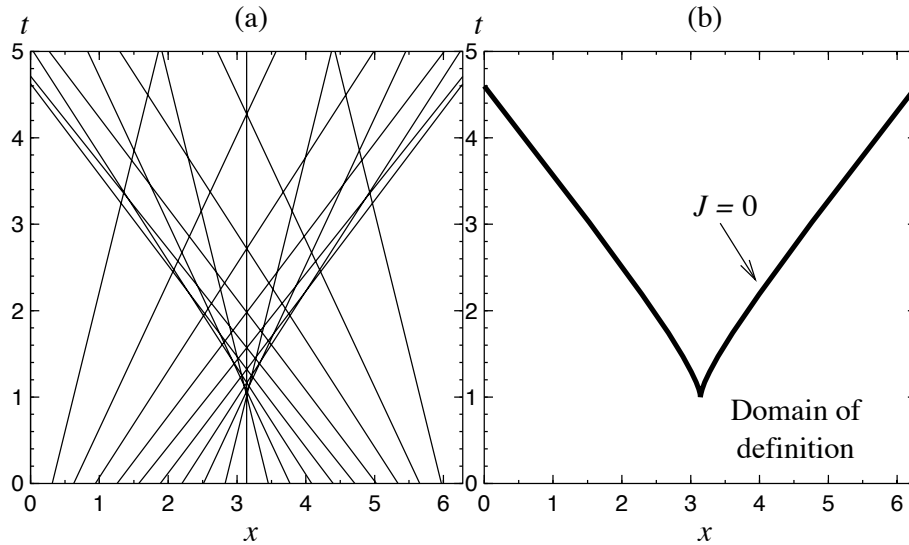 t (a) t (b)
5 5
4 4
J = 0
3 3
2 2
1 1
Domain of
definition
0 0
0 1 2 3 4 5 6 0 1 2 3 4 5 6
x x